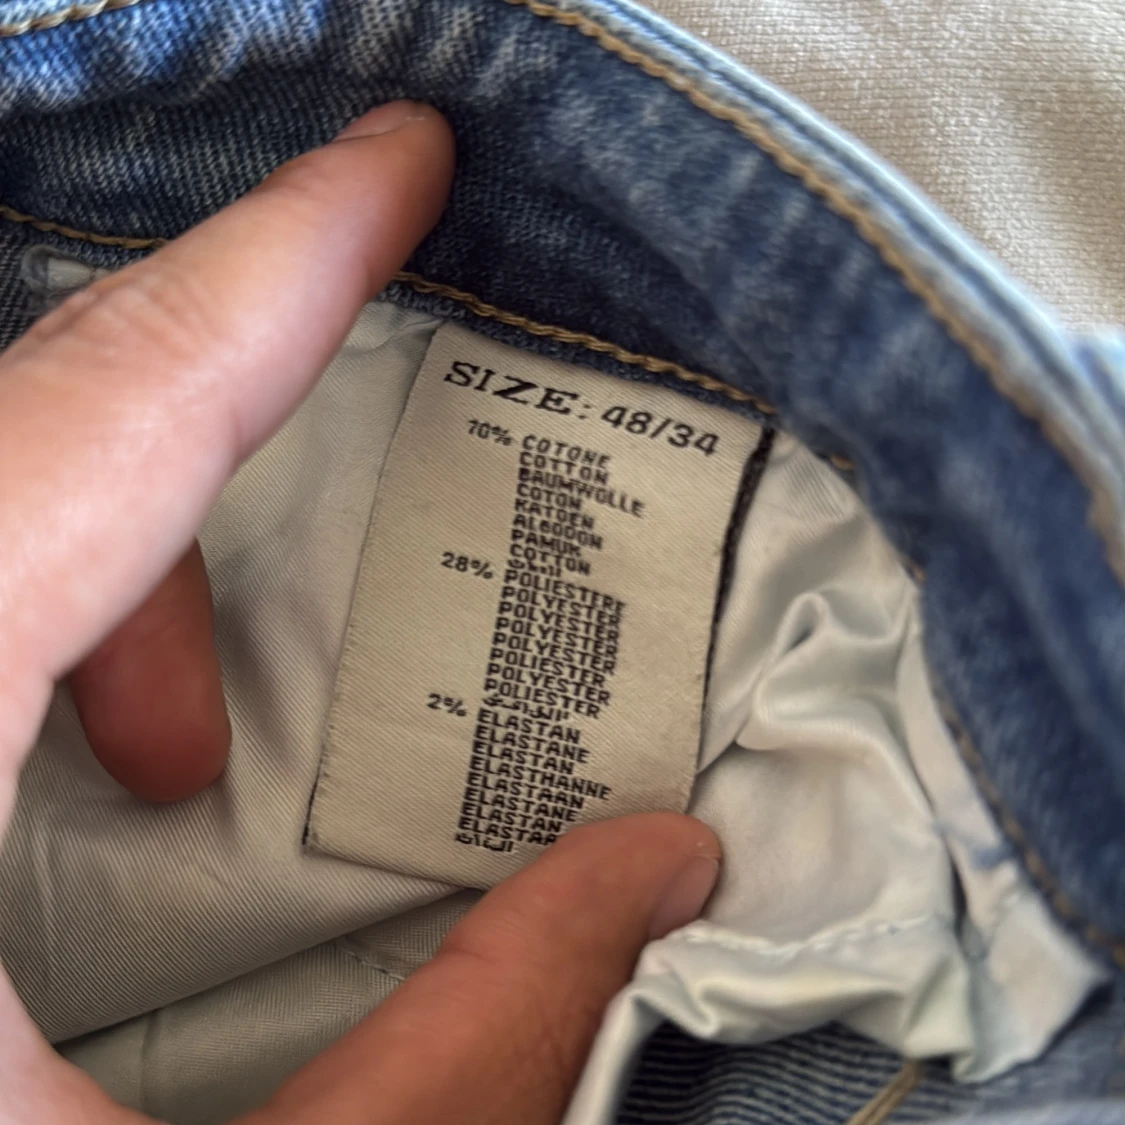 SIZE: 48/34
70% COTONE
COTTON
BAUMWOLLE
COTON
KATOEN
ALGODON
PAMUK
COTTON
28% POLIESTERE
POLYESTER
POLYESTER
POLYESTER
POLYESTER
POLIESTER
POLYESTER
POLIESTER
2% ELASTAN
ELASTANE
ELASTAN
ELASTHANNE
ELASTAAN
ELASTANE
ELASTAN